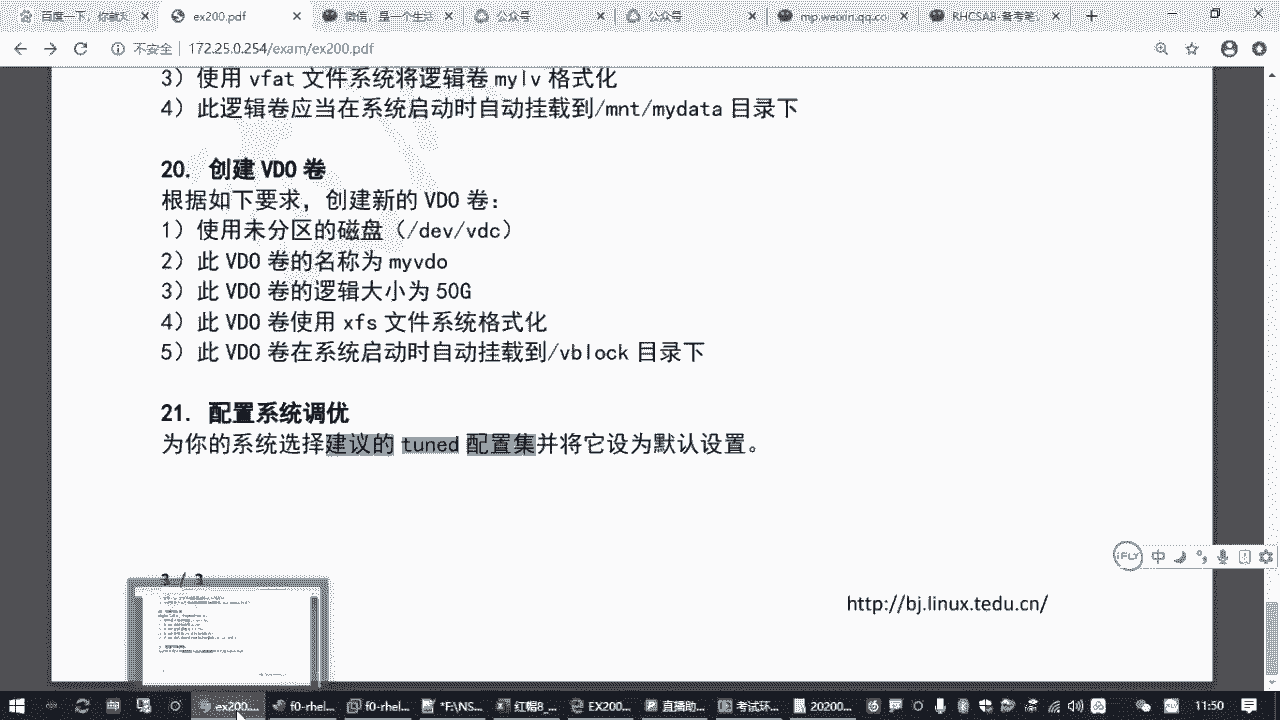 百度一下，你就知
ex200.pdf
微信，是一个生活
公众号
公众号
mp.weixin.qq.co
RHCSA8-备考笔
不安全
172.25.0.254/exam/ex200.pdf
3）使用 vfat 文件系统将逻辑卷 mylv 格式化
4）此逻辑卷应当在系统启动时自动挂载到/mnt/mydata 目录下
20. 创建 VDO 卷
根据如下要求，创建新的 VDO 卷：
1）使用未分区的磁盘（/dev/vdc）
2）此 VDO 卷的名称为 myvdo
3）此 VDO 卷的逻辑大小为 50G
4）此 VDO 卷使用 xfs 文件系统格式化
5）此 VDO 卷在系统启动时自动挂载到/vblock 目录下
21. 配置系统调优
为你的系统选择建议的 tuned 配置集并将它设为默认设置。
iFLY 中
3 / 3
http://bj.linux.tedu.cn/
ex200....
f0-rhel...
f0-rhel...
*F:\NS...
红帽8_...
EX200...
直播助...
考试环...
20200...
11:50